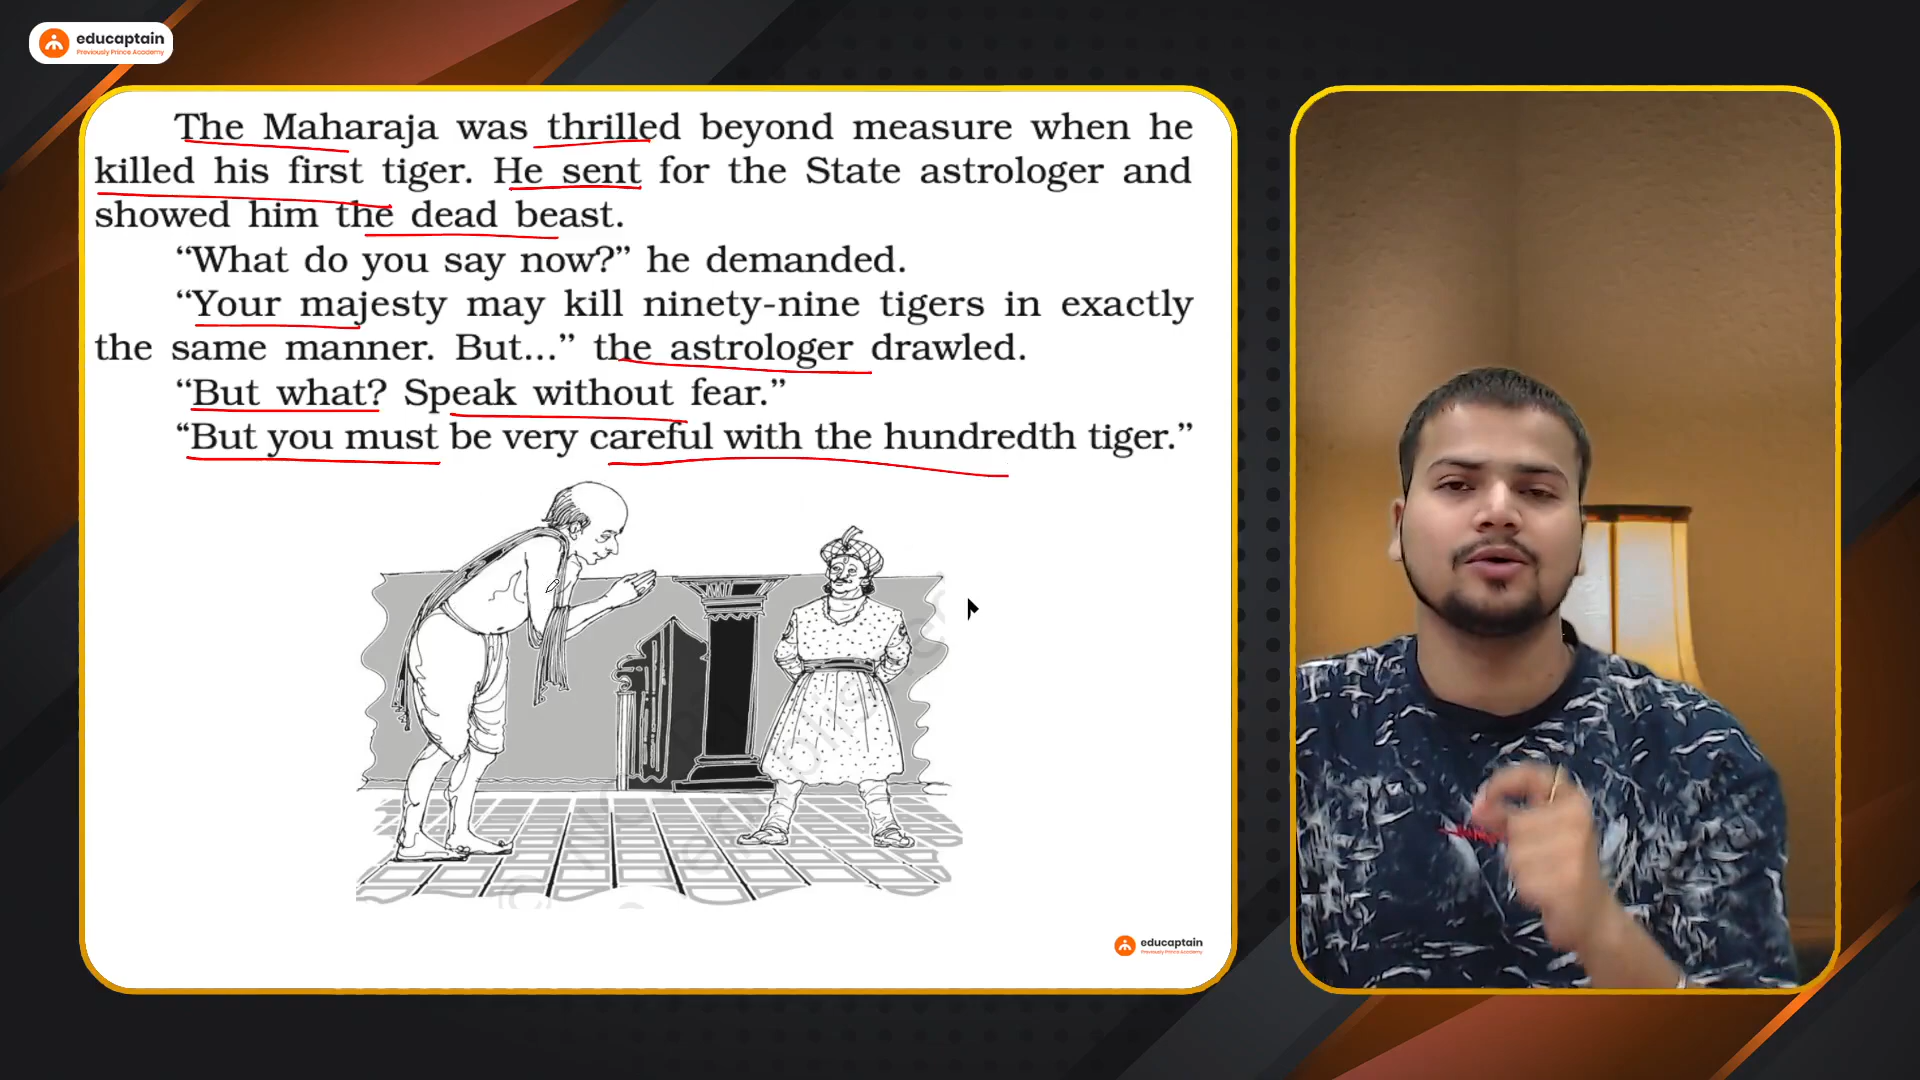 educaptain
Previously Prince Academy
The Maharaja was thrilled beyond measure when he
killed his first tiger. He sent for the State astrologer and
showed him the dead beast.
“What do you say now?” he demanded.
“Your majesty may kill ninety-nine tigers in exactly
the same manner. But...” the astrologer drawled.
“But what? Speak without fear.”
“But you must be very careful with the hundredth tiger.”
educaptain
Previously Prince Academy